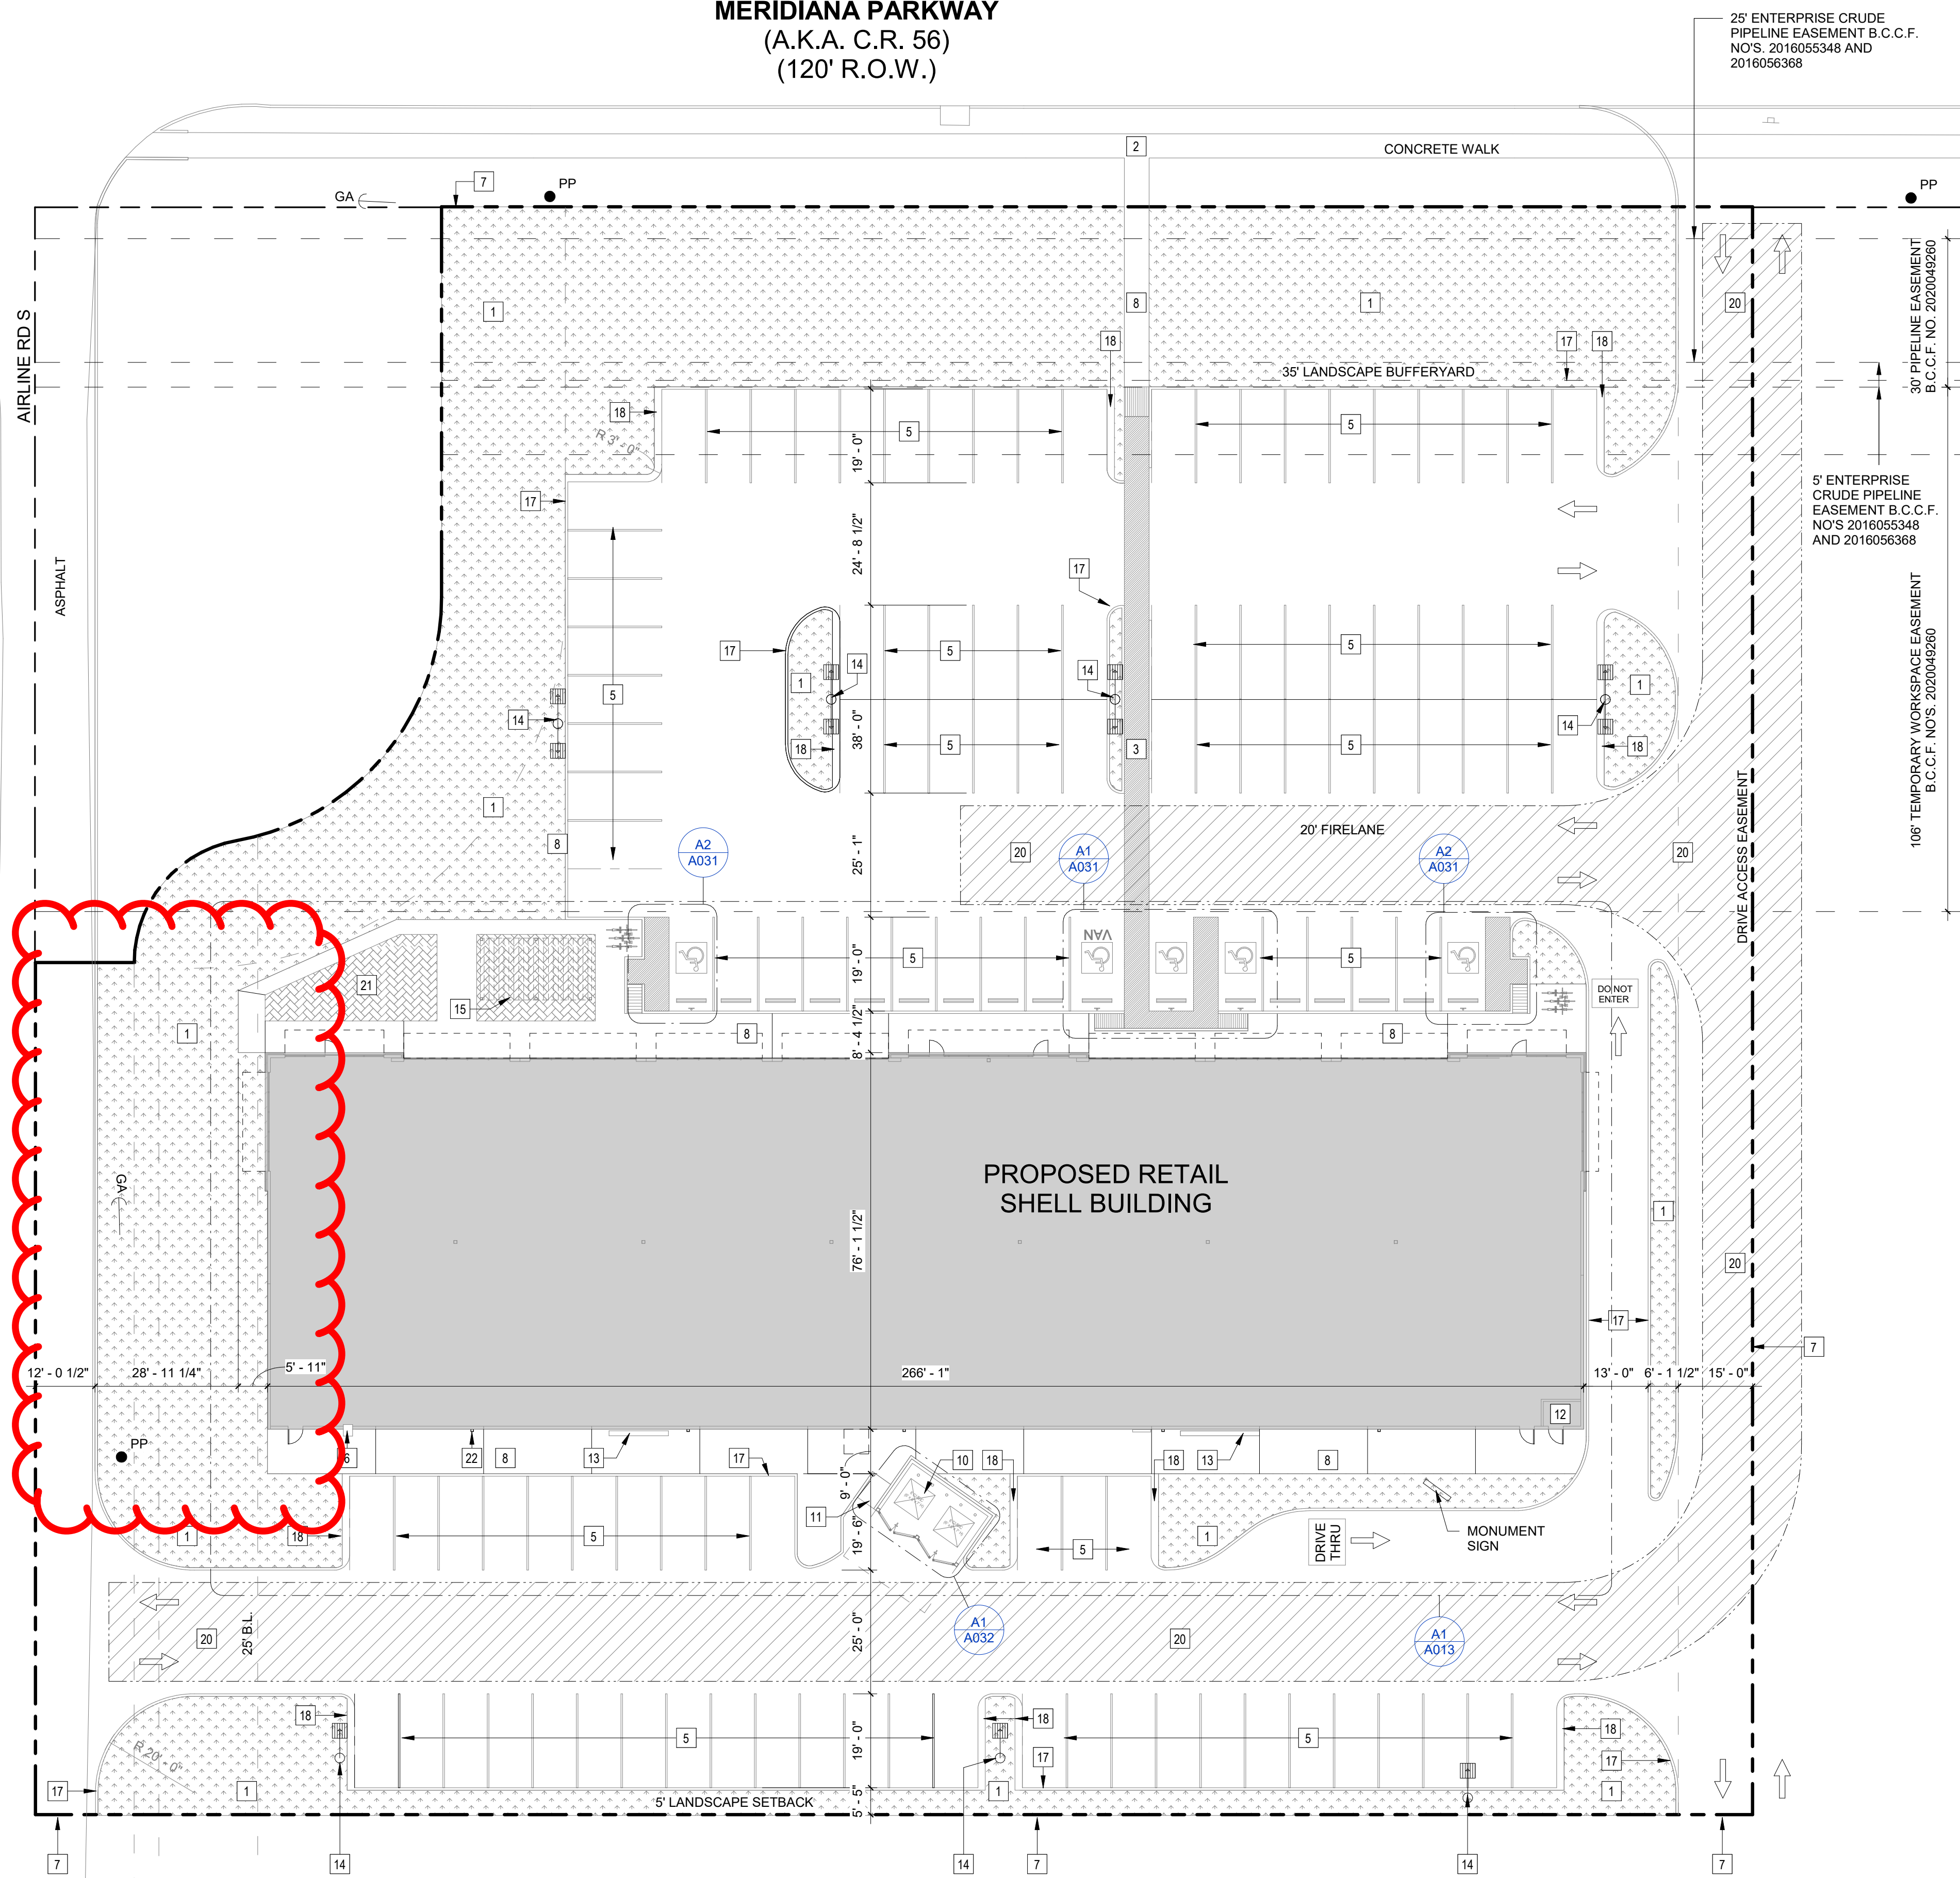 MERIDIANA PARKWAY
(A.K.A. C.R. 56)
(120' R.O.W.)
25' ENTERPRISE CRUDE
PIPELINE EASEMENT B.C.C.F.
NO'S. 2016055348 AND
2016056368
2
CONCRETE WALK
7
PP
GA
PP
AIRLINE RD S
ASPHALT
1
8
1
20
30' PIPELINE EASEMENT
B.C.C.F. NO. 2020049260
18
17
18
35' LANDSCAPE BUFFERYARD
18
R 3' - 0"
5
5
19' - 0"
17
5' ENTERPRISE
CRUDE PIPELINE
EASEMENT B.C.C.F.
NO'S 2016055348
AND 2016056368
24' - 8 1/2"
17
106' TEMPORARY WORKSPACE EASEMENT
B.C.C.F. NO'S. 2020049260
17
5
5
14
14
1
1
5
14
14
38' - 0"
18
5
3
5
18
1
8
DRIVE ACCESS EASEMENT
20' FIRELANE
A2
A031
A1
A031
A2
A031
20
20
25' - 1"
VAN
5
5
19' - 0"
21
15
DO NOT
ENTER
1
8
8
8' - 4 1/2"
GA
PROPOSED RETAIL
SHELL BUILDING
76' - 1 1/2"
1
20
17
7
12' - 0 1/2"
28' - 11 1/4"
5' - 11"
266' - 1"
13' - 0"
6' - 1 1/2"
15' - 0"
12
PP
6
22
8
13
17
10
18
18
13
8
9' - 0"
11
19' - 6"
1
18
5
5
1
DRIVE
THRU
MONUMENT
SIGN
20
25' B.L.
25' - 0"
A1
A032
20
A1
A013
18
18
18
R 20' - 0"
5
5
19' - 0"
17
17
17
1
1
1
5' LANDSCAPE SETBACK
5' - 5"
7
14
14
7
14
7